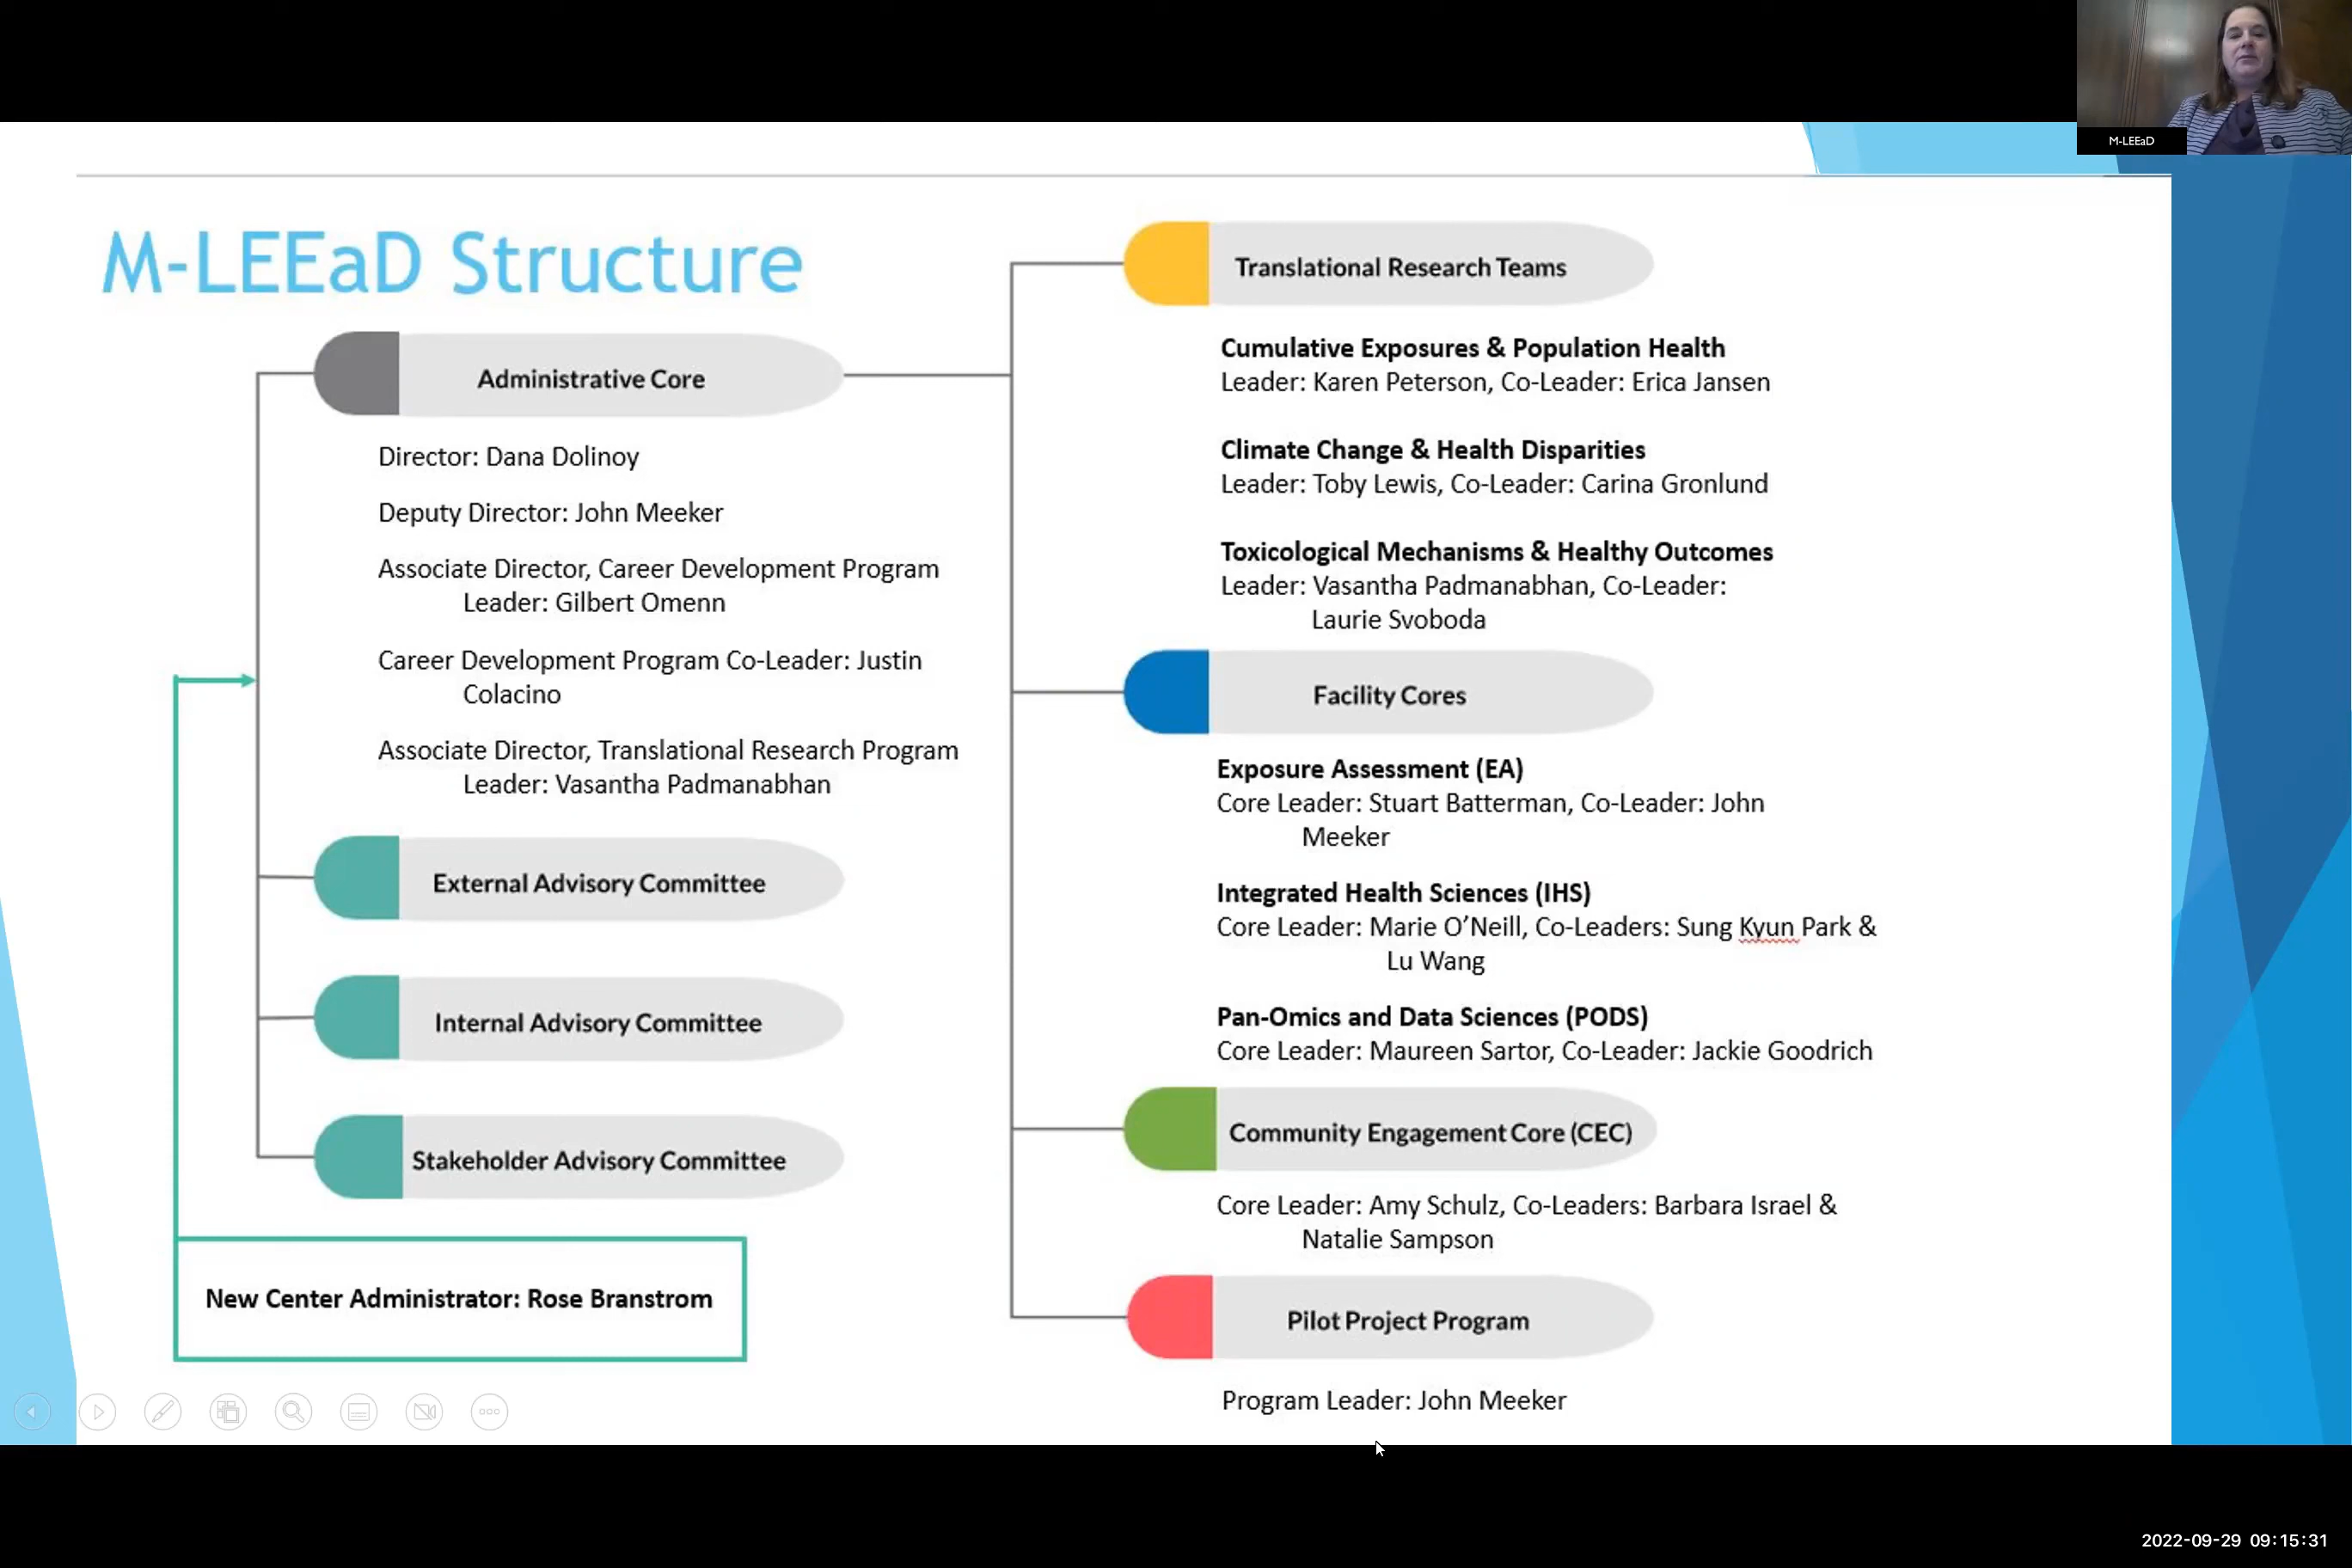 M-LEEaD
M-LEEaD Structure
Administrative Core
Director: Dana Dolinoy
Deputy Director: John Meeker
Associate Director, Career Development Program
Leader: Gilbert Omenn
Career Development Program Co-Leader: Justin
Colacino
Associate Director, Translational Research Program
Leader: Vasantha Padmanabhan
External Advisory Committee
Internal Advisory Committee
Stakeholder Advisory Committee
New Center Administrator: Rose Branstrom
Translational Research Teams
Cumulative Exposures & Population Health
Leader: Karen Peterson, Co-Leader: Erica Jansen
Climate Change & Health Disparities
Leader: Toby Lewis, Co-Leader: Carina Gronlund
Toxicological Mechanisms & Healthy Outcomes
Leader: Vasantha Padmanabhan, Co-Leader:
Laurie Svoboda
Facility Cores
Exposure Assessment (EA)
Core Leader: Stuart Batterman, Co-Leader: John
Meeker
Integrated Health Sciences (IHS)
Core Leader: Marie O’Neill, Co-Leaders: Sung Kyun Park &
Lu Wang
Pan-Omics and Data Sciences (PODS)
Core Leader: Maureen Sartor, Co-Leader: Jackie Goodrich
Community Engagement Core (CEC)
Core Leader: Amy Schulz, Co-Leaders: Barbara Israel &
Natalie Sampson
Pilot Project Program
Program Leader: John Meeker
2022-09-29 09:15:31